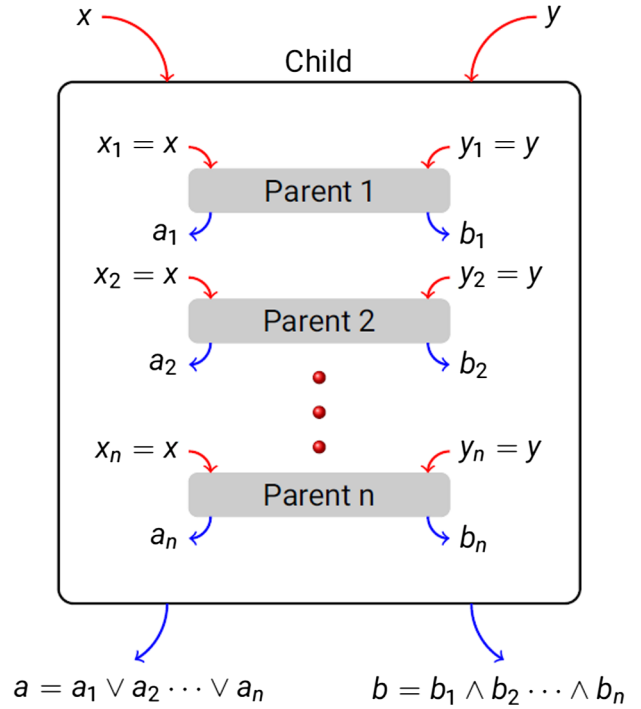 x y
Child
x₁ = x y₁ = y
Parent 1
a₁ b₁
x₂ = x y₂ = y
Parent 2
a₂ b₂
xₙ = x yₙ = y
Parent n
aₙ bₙ
a = a₁ ∨ a₂ ⋯ ∨ aₙ b = b₁ ∧ b₂ ⋯ ∧ bₙ